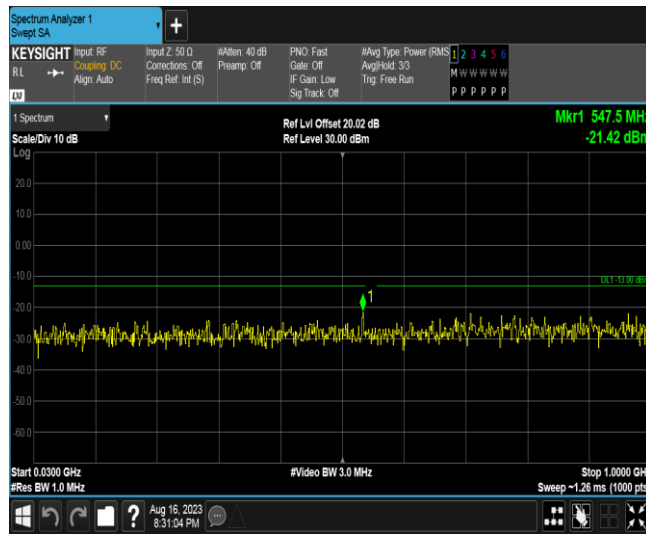 Spectrum Analyzer 1
Swept SA
+
KEYSIGHT
RL
LXI
Input: RF
Coupling: DC
Align: Auto
Input Z: 50 Ω
Corrections: Off
Freq Ref: Int (S)
#Atten: 40 dB
Preamp: Off
PNO: Fast
Gate: Off
IF Gain: Low
Sig Track: Off
#Avg Type: Power (RMS
Avg|Hold: 3/3
Trig: Free Run
1 2 3 4 5 6
M W W W W W
P P P P P P
1 Spectrum
Scale/Div 10 dB
Log
Ref Lvl Offset 20.02 dB
Ref Level 30.00 dBm
Mkr1 547.5 MHz
-21.42 dBm
20.0
10.0
0.00
-10.0
-20.0
-30.0
-40.0
-50.0
-60.0
DL1 -13.00 dBm
1
Start 0.0300 GHz
#Res BW 1.0 MHz
#Video BW 3.0 MHz
Stop 1.0000 GH
Sweep ~1.26 ms (1000 pts
?
Aug 16, 2023
8:31:04 PM